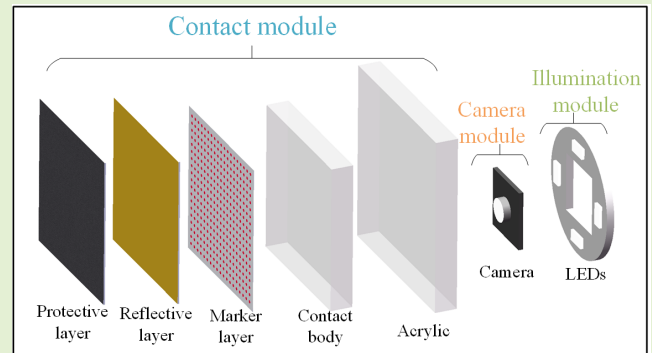 Contact module
Illumination
module
Camera
module
Protective
layer
Reflective
layer
Marker
layer
Contact
body
Acrylic
Camera
LEDs